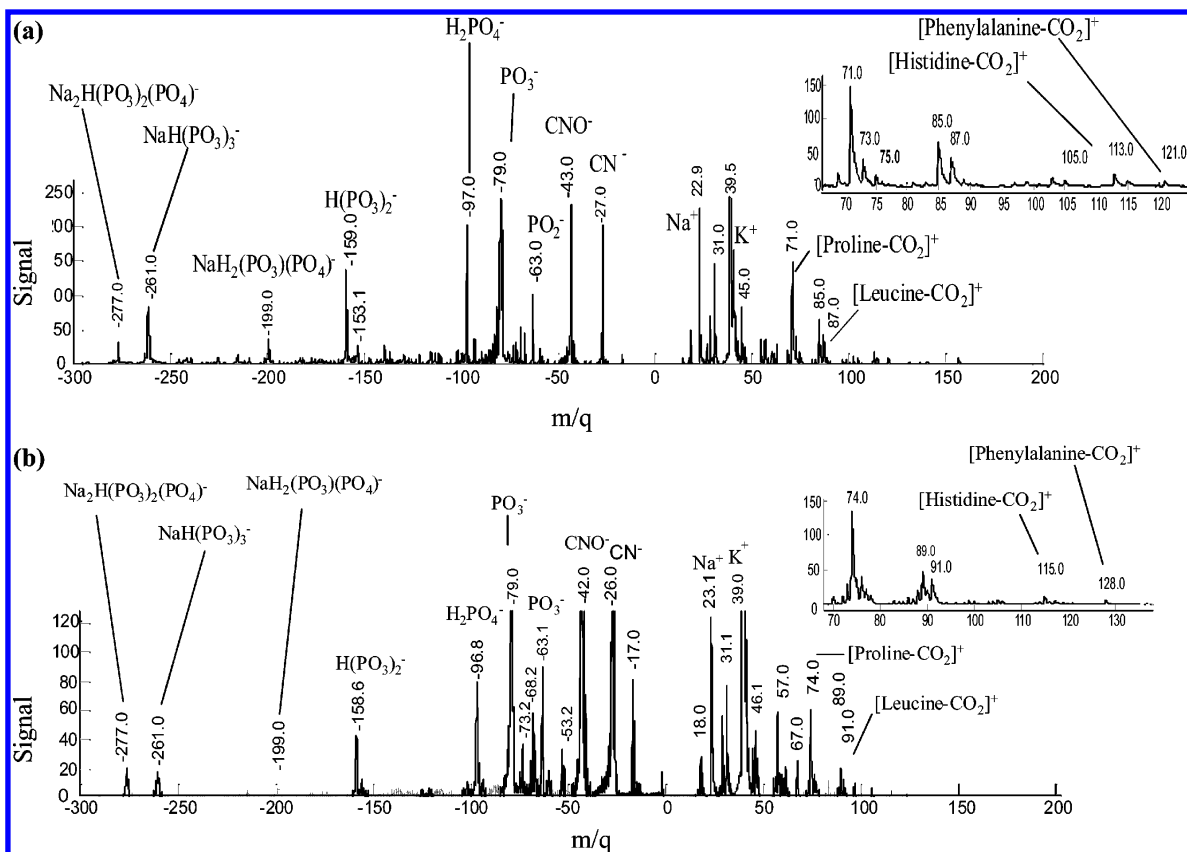 (a)
H₂PO₄⁻
[Phenylalanine-CO₂]⁺
[Histidine-CO₂]⁺
PO₃⁻
Na₂H(PO₃)₂(PO₄)⁻
NaH(PO₃)₃⁻
CNO⁻
CN⁻
H(PO₃)₂⁻
PO₂⁻
NaH₂(PO₃)(PO₄)⁻
Na⁺
K⁺
[Proline-CO₂]⁺
[Leucine-CO₂]⁺
-277.0 -261.0 -199.0 -159.0 -153.1 -97.0 -79.0 -63.0 -43.0 -27.0 22.9 31.0 39.5 45.0 71.0 85.0 87.0
150 100 50 0
71.0 73.0 75.0 85.0 87.0 105.0 113.0 121.0
70 75 80 85 90 95 100 105 110 115 120
Signal
250
200
00
50
0
-300 -250 -200 -150 -100 -50 0 50 100 150 200
m/q
(b)
[Phenylalanine-CO₂]⁺
Na₂H(PO₃)₂(PO₄)⁻
NaH₂(PO₃)(PO₄)⁻
NaH(PO₃)₃⁻
PO₃⁻
[Histidine-CO₂]⁺
CNO⁻
CN⁻
Na⁺
K⁺
H₂PO₄⁻
PO₃⁻
H(PO₃)₂⁻
[Proline-CO₂]⁺
[Leucine-CO₂]⁺
-277.0 -261.0 -199.0 -158.6 -96.8 -79.0 -73.2 -68.2 -63.1 -53.2 -42.0 -26.0 -17.0 18.0 23.1 31.1 39.0 46.1 57.0 67.0 74.0 89.0 91.0
150 100 50 0
74.0 89.0 91.0 115.0 128.0
70 80 90 100 110 120 130
Signal
120
100
80
60
40
20
0
-300 -250 -200 -150 -100 -50 0 50 100 150 200
m/q